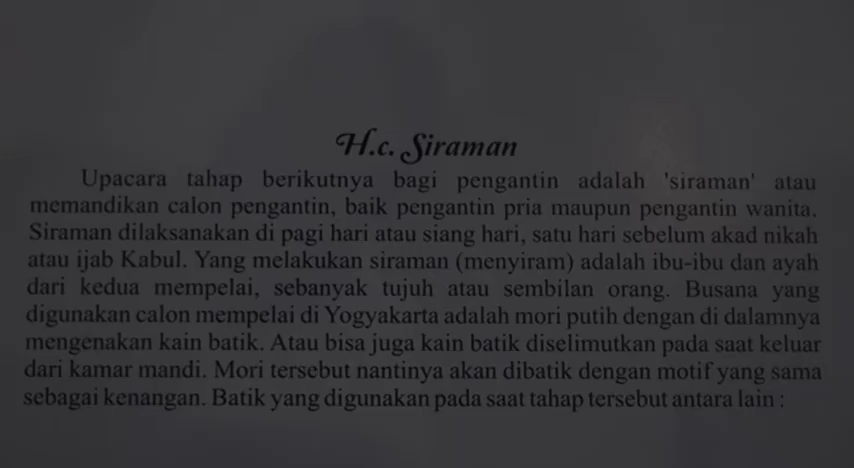 H.c. Siraman
Upacara tahap berikutnya bagi pengantin adalah 'siraman' atau
memandikan calon pengantin, baik pengantin pria maupun pengantin wanita.
Siraman dilaksanakan di pagi hari atau siang hari, satu hari sebelum akad nikah
atau ijab Kabul. Yang melakukan siraman (menyiram) adalah ibu-ibu dan ayah
dari kedua mempelai, sebanyak tujuh atau sembilan orang. Busana yang
digunakan calon mempelai di Yogyakarta adalah mori putih dengan di dalamnya
mengenakan kain batik. Atau bisa juga kain batik diselimutkan pada saat keluar
dari kamar mandi. Mori tersebut nantinya akan dibatik dengan motif yang sama
sebagai kenangan. Batik yang digunakan pada saat tahap tersebut antara lain :